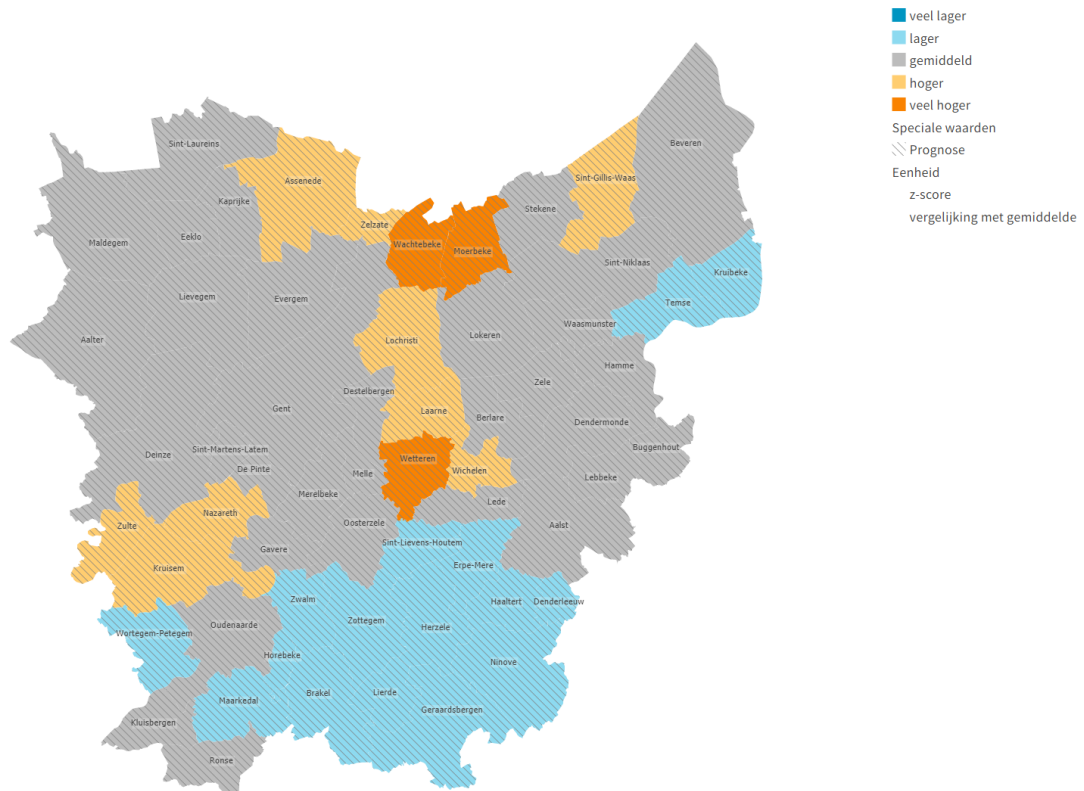 veel lager
lager
gemiddeld
hoger
veel hoger
Speciale waarden
Prognose
Eenheid
z-score
vergelijking met gemiddelde
Sint-Laureins
Beveren
Assenede
Sint-Gillis-Waas
Kaprijke
Stekene
Zelzate
Eeklo
Maldegem
Wachtebeke
Moerbeke
Sint-Niklaas
Kruibeke
Lievegem
Evergem
Temse
Waasmunster
Lokeren
Aalter
Lochristi
Hamme
Zele
Destelbergen
Gent
Laarne
Berlare
Dendermonde
Buggenhout
Sint-Martens-Latem
Deinze
Wetteren
De Pinte
Wichelen
Melle
Lebbeke
Merelbeke
Lede
Nazareth
Zulte
Oosterzele
Aalst
Sint-Lievens-Houtem
Gavere
Erpe-Mere
Kruisem
Zwalm
Haaltert
Denderleeuw
Zottegem
Oudenaarde
Herzele
Wortegem-Petegem
Horebeke
Ninove
Brakel
Lierde
Maarkedal
Geraardsbergen
Kluisbergen
Ronse